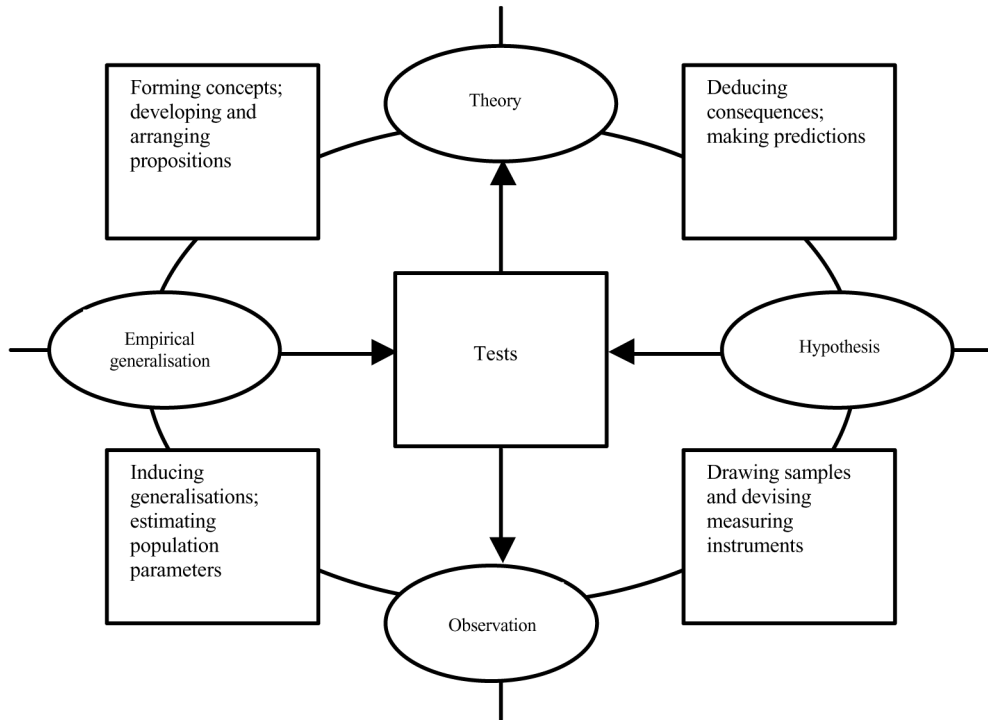 Forming concepts;
developing and
arranging
propositions
Theory
Deducing
consequences;
making predictions
Empirical
generalisation
Tests
Hypothesis
Inducing
generalisations;
estimating
population
parameters
Observation
Drawing samples
and devising
measuring
instruments